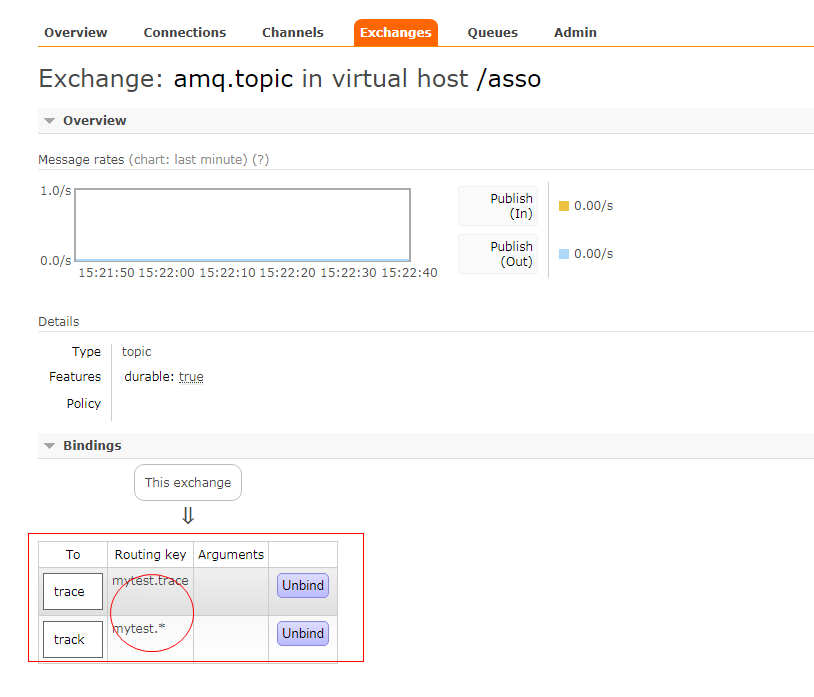 Overview Connections Channels Exchanges Queues Admin
Exchange: amq.topic in virtual host /asso
Overview
Message rates (chart: last minute) (?)
1.0/s
0.0/s
15:21:50 15:22:00 15:22:10 15:22:20 15:22:30 15:22:40
Publish
(In)
0.00/s
Publish
(Out)
0.00/s
Details
Type topic
Features durable: true
Policy
Bindings
This exchange
⇓
To Routing key Arguments
trace mytest.trace Unbind
track mytest.* Unbind